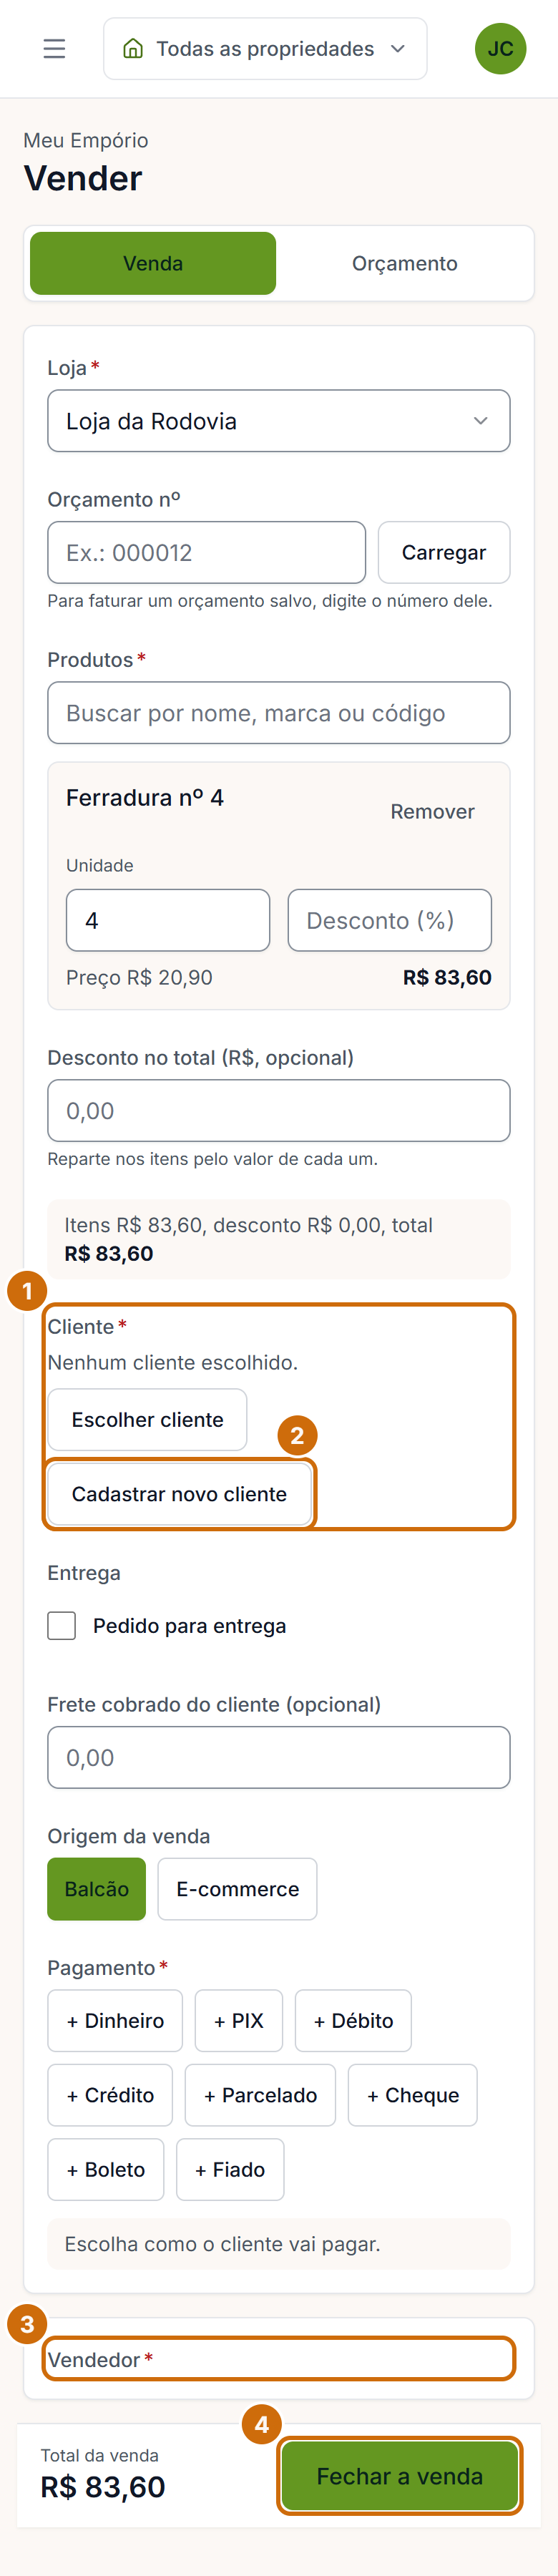 Todas as propriedades
JC
Meu Empório
Vender
Venda
Orçamento
Loja *
Loja da Rodovia
Orçamento nº
Ex.: 000012
Carregar
Para faturar um orçamento salvo, digite o número dele.
Produtos *
Buscar por nome, marca ou código
Ferradura nº 4
Remover
Unidade
4
Desconto (%)
Preço R$ 20,90
R$ 83,60
Desconto no total (R$, opcional)
0,00
Reparte nos itens pelo valor de cada um.
Itens R$ 83,60, desconto R$ 0,00, total
R$ 83,60
1
Cliente *
Nenhum cliente escolhido.
Escolher cliente
2
Cadastrar novo cliente
Entrega
Pedido para entrega
Frete cobrado do cliente (opcional)
0,00
Origem da venda
Balcão
E-commerce
Pagamento *
+ Dinheiro
+ PIX
+ Débito
+ Crédito
+ Parcelado
+ Cheque
+ Boleto
+ Fiado
Escolha como o cliente vai pagar.
3
Vendedor *
4
Total da venda
R$ 83,60
Fechar a venda